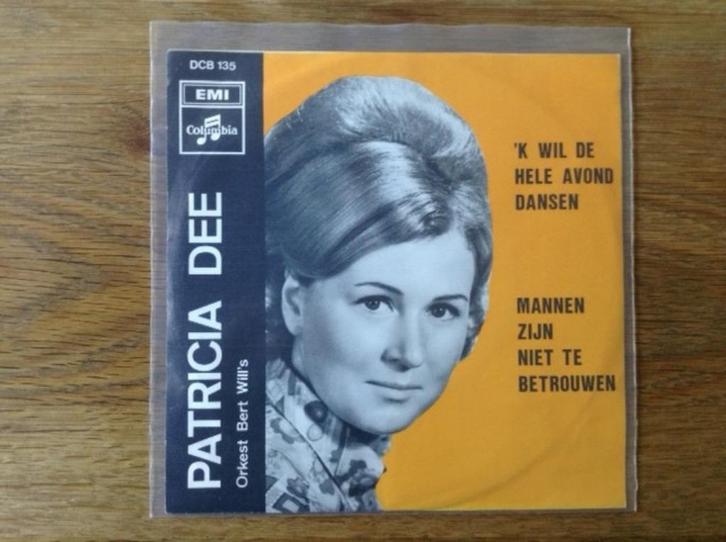 DCB 135
EMI
Columbia
PATRICIA DEE
Orkest Bert Will's
'K WIL DE
HELE AVOND
DANSEN
MANNEN
ZIJN
NIET TE
BETROUWEN